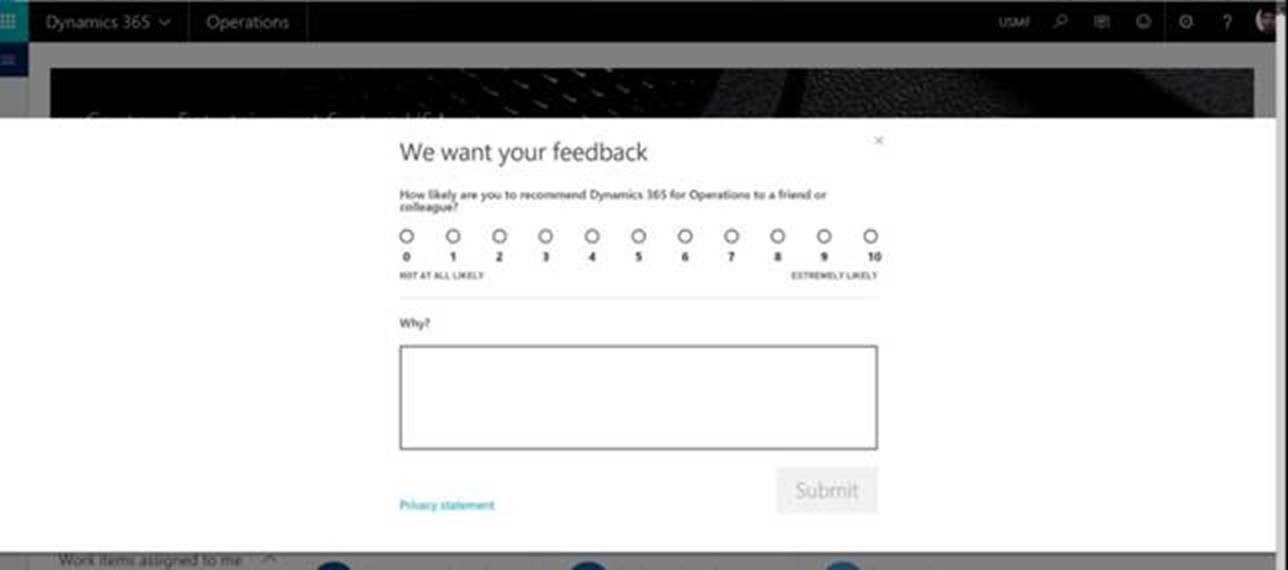 Dynamics 365 Operations USMF ?
We want your feedback
How likely are you to recommend Dynamics 365 for Operations to a friend or
colleague?
0 1 2 3 4 5 6 7 8 9 10
NOT AT ALL LIKELY EXTREMELY LIKELY
Why?
Submit
Privacy statement
Work items assigned to me